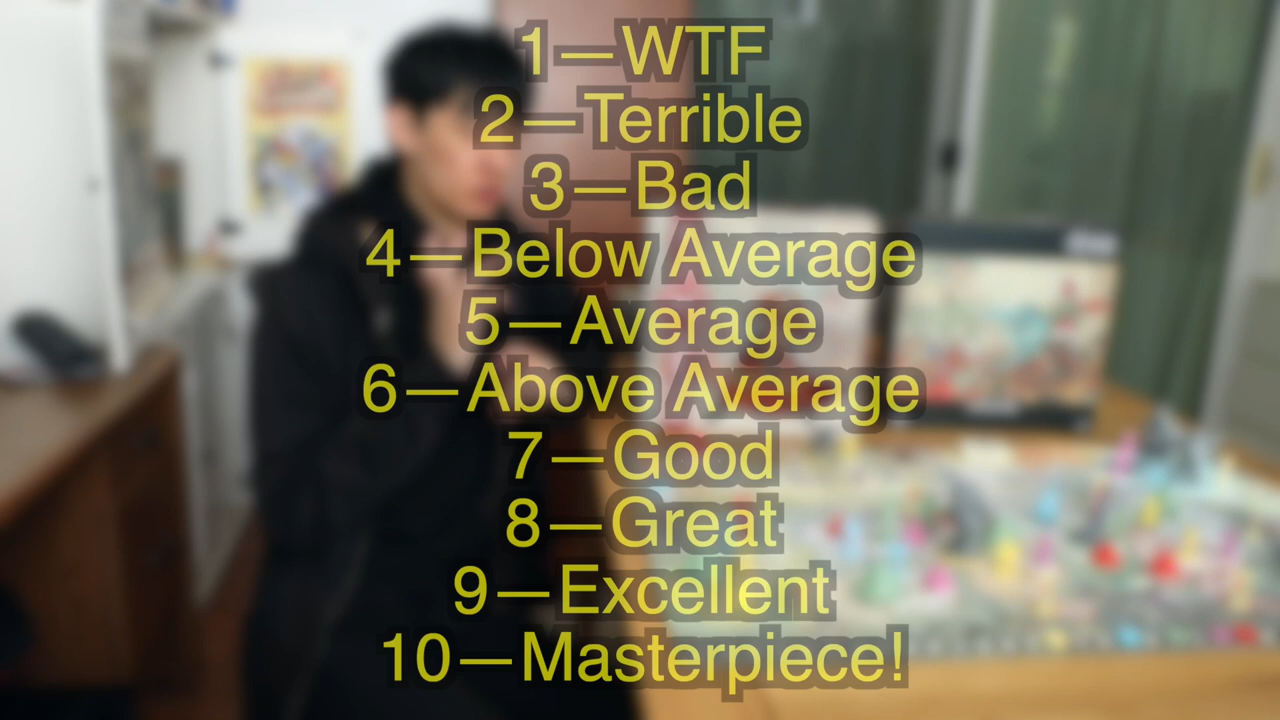 1—WTF
2—Terrible
3—Bad
4—Below Average
5—Average
6—Above Average
7—Good
8—Great
9—Excellent
10—Masterpiece!